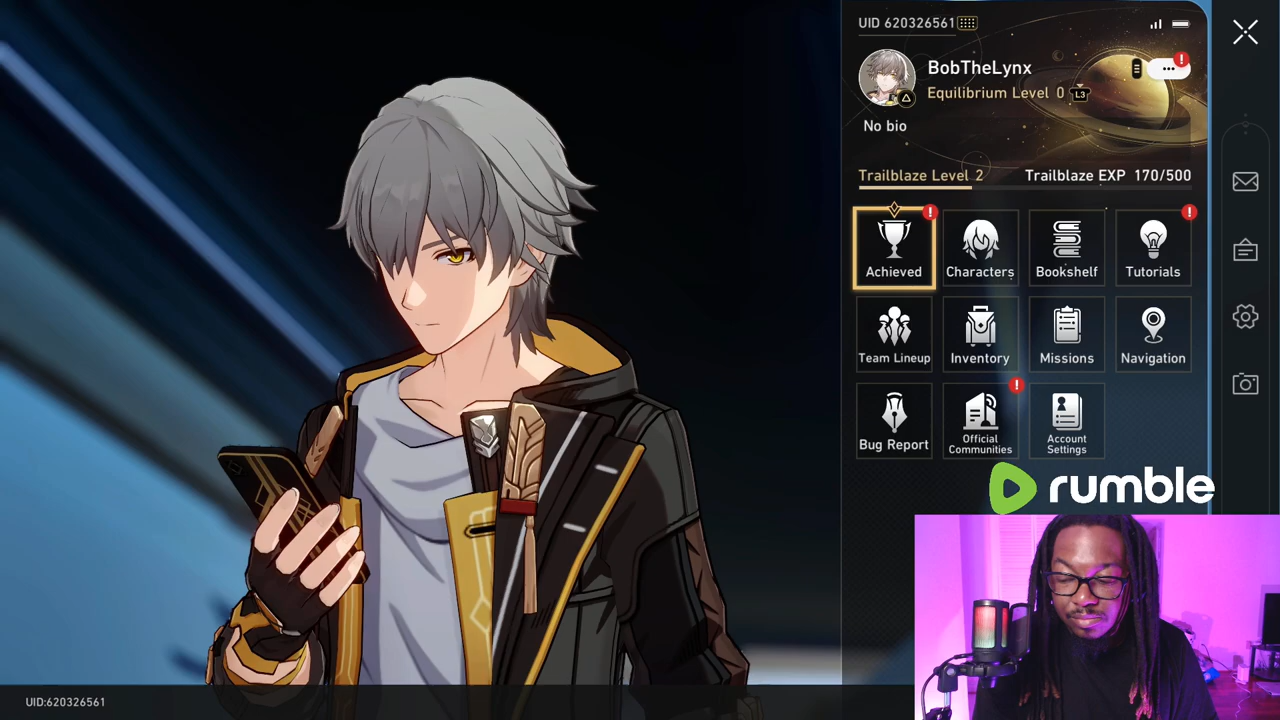 UID 620326561
BobTheLynx
Equilibrium Level 0
L3
No bio
Trailblaze Level 2
Trailblaze EXP 170/500
Achieved
Characters
Bookshelf
Tutorials
Team Lineup
Inventory
Missions
Navigation
Bug Report
Official
Communities
Account
Settings
rumble
UID:620326561